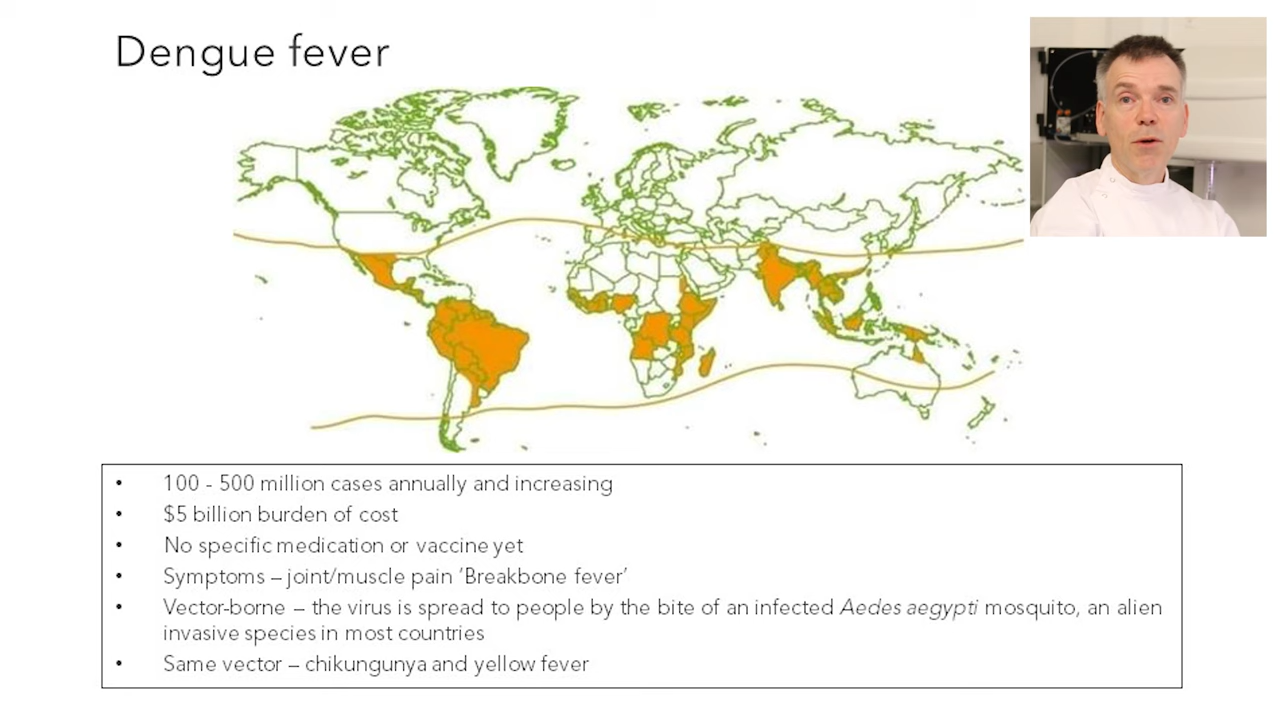 Dengue fever
• 100 - 500 million cases annually and increasing
• $5 billion burden of cost
• No specific medication or vaccine yet
• Symptoms – joint/muscle pain ‘Breakbone fever’
• Vector-borne – the virus is spread to people by the bite of an infected Aedes aegypti mosquito, an alien
invasive species in most countries
• Same vector – chikungunya and yellow fever